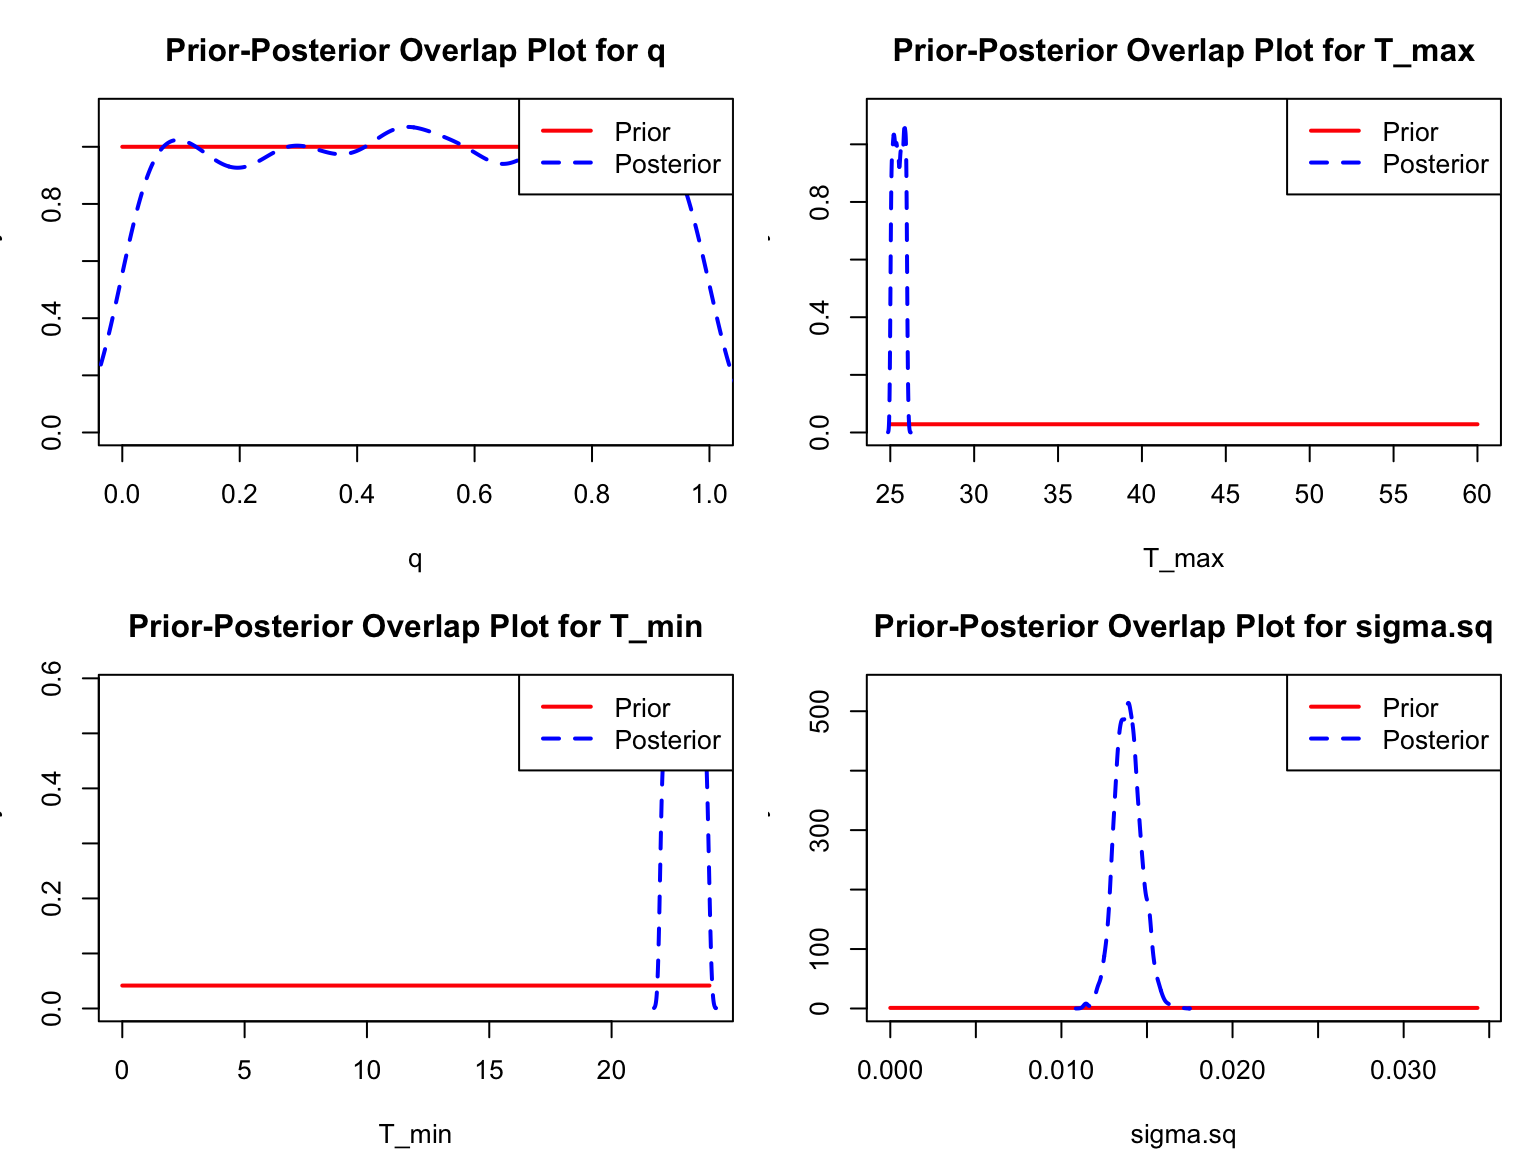 Prior-Posterior Overlap Plot for q
Prior
Posterior
0.0 0.4 0.8
0.0 0.2 0.4 0.6 0.8 1.0
q
Prior-Posterior Overlap Plot for T_max
Prior
Posterior
0.0 0.4 0.8
25 30 35 40 45 50 55 60
T_max
Prior-Posterior Overlap Plot for T_min
Prior
Posterior
0.0 0.2 0.4 0.6
0 5 10 15 20
T_min
Prior-Posterior Overlap Plot for sigma.sq
Prior
Posterior
0 100 300 500
0.000 0.010 0.020 0.030
sigma.sq